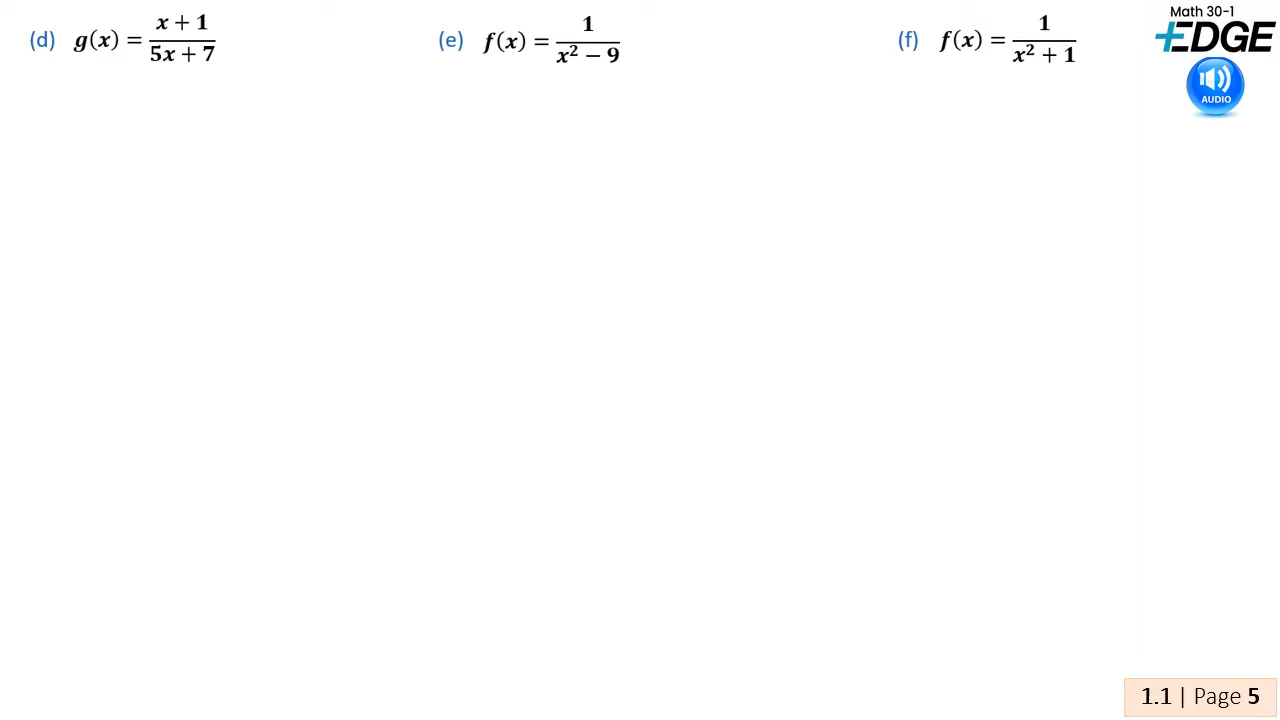 (d) g(x) = (x + 1)/(5x + 7)
(e) f(x) = 1/(x² − 9)
(f) f(x) = 1/(x² + 1)
Math 30-1
EDGE
AUDIO
1.1 | Page 5